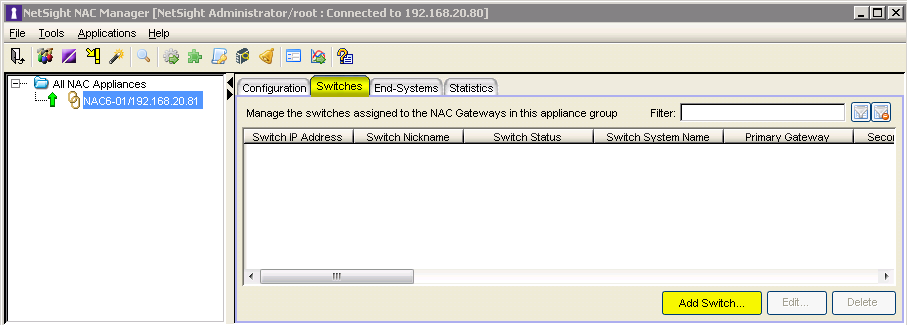 NetSight NAC Manager [NetSight Administrator/root : Connected to 192.168.20.80]
File Tools Applications Help
All NAC Appliances
NAC6-01/192.168.20.81
Configuration Switches End-Systems Statistics
Manage the switches assigned to the NAC Gateways in this appliance group Filter:
Switch IP Address Switch Nickname Switch Status Switch System Name Primary Gateway Secon
Add Switch... Edit... Delete